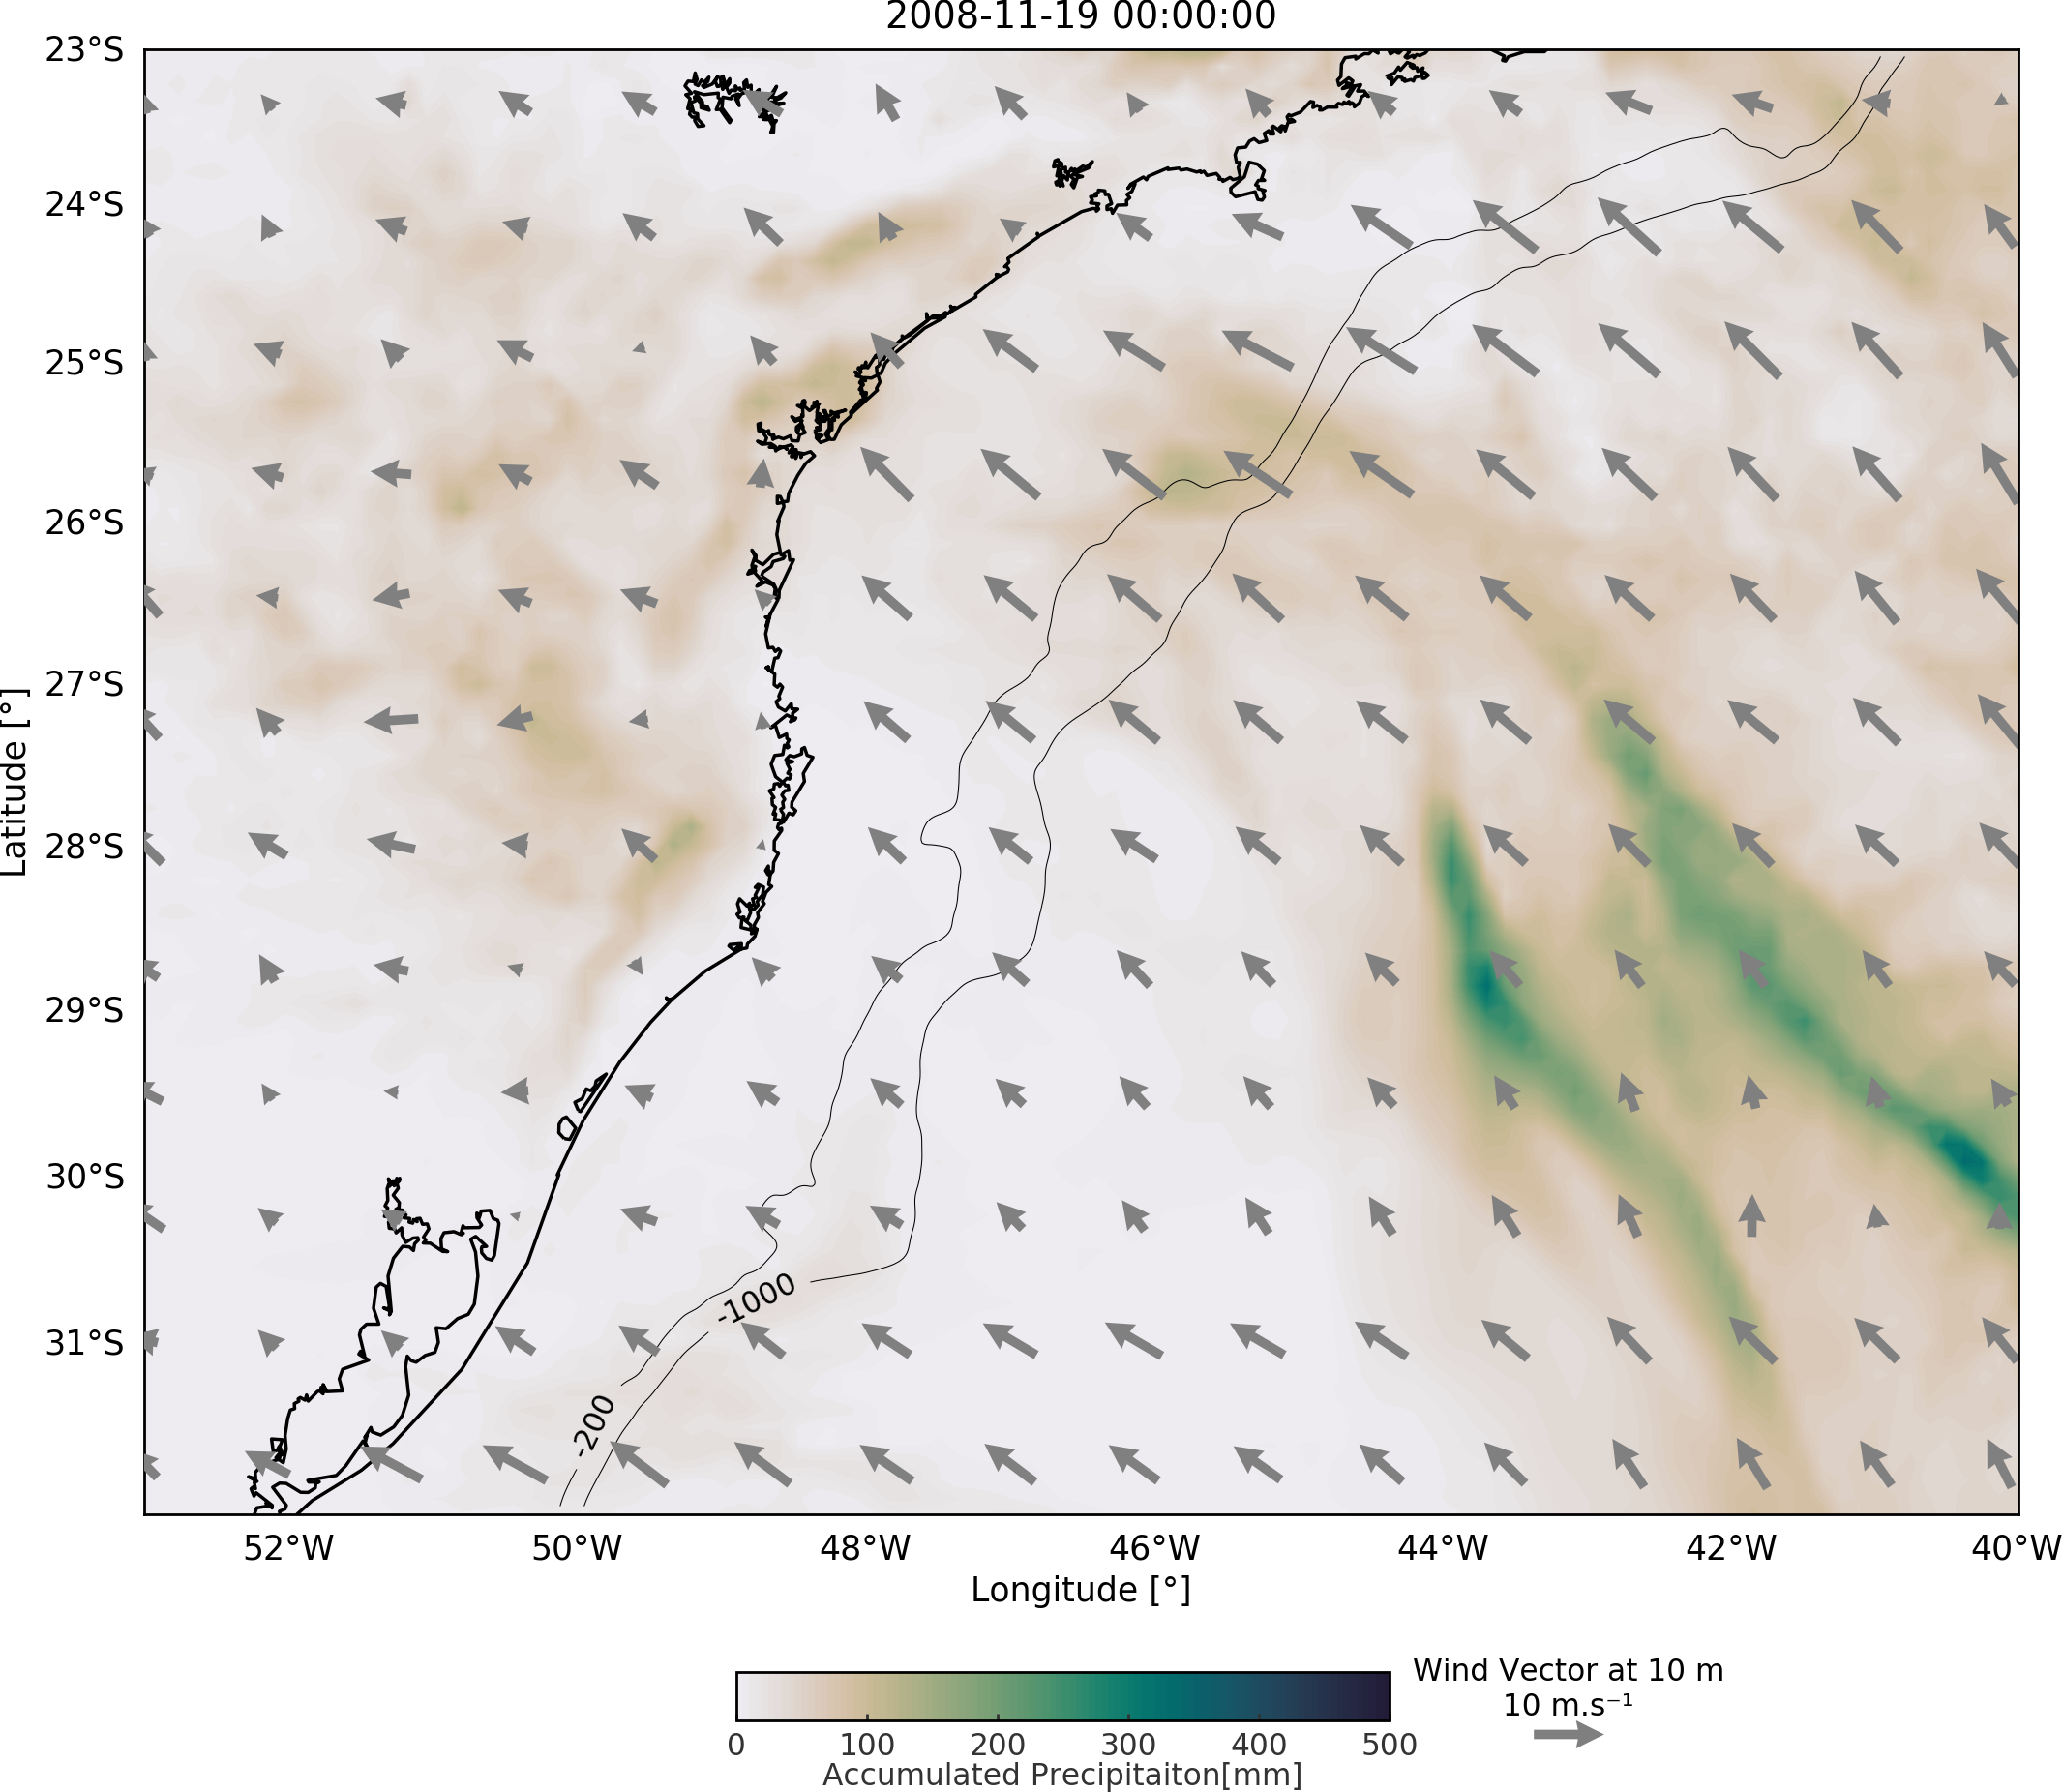 2008-11-19 00:00:00
23°S
24°S
25°S
26°S
27°S
28°S
29°S
30°S
31°S
Latitude [°]
-1000
-200
52°W 50°W 48°W 46°W 44°W 42°W 40°W
Longitude [°]
Wind Vector at 10 m
10 m.s⁻¹
0 100 200 300 400 500
Accumulated Precipitaiton[mm]